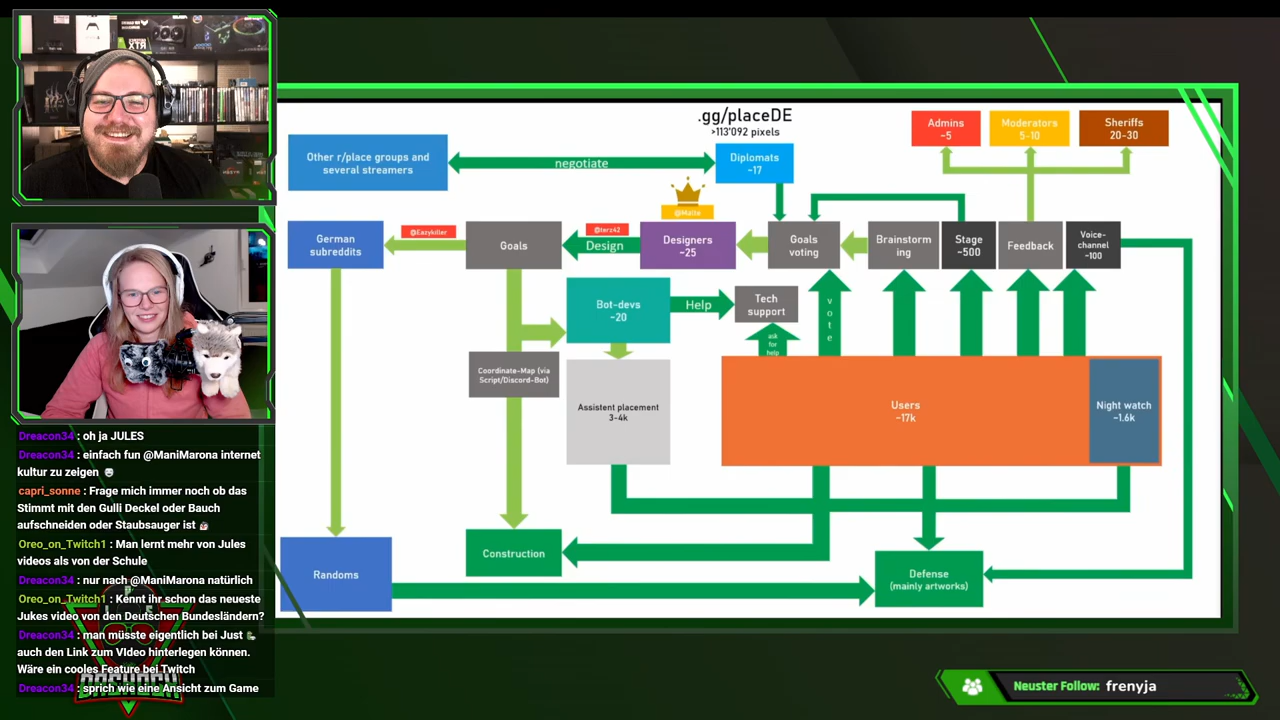 .gg/placeDE
>113'092 pixels
Admins
~5
Moderators
5-10
Sheriffs
20-30
Other r/place groups and
several streamers
negotiate
Diplomats
~17
@Malte
German
subreddits
@Eazykiller
Goals
@terz42
Design
Designers
~25
Goals
voting
Brainstorm
ing
Stage
~500
Feedback
Voice-
channel
~100
Bot-devs
~20
Help
Tech
support
ask
for
help
vote
Coordinate-Map (via
Script/Discord-Bot)
Assistent placement
3-4k
Users
~17k
Night watch
~1.6k
Construction
Randoms
Defense
(mainly artworks)
Dreacon34 : oh ja JULES
Dreacon34 : einfach fun @ManiMarona internet
kultur zu zeigen
capri_sonne : Frage mich immer noch ob das
Stimmt mit den Gulli Deckel oder Bauch
aufschneiden oder Staubsauger ist
Oreo_on_Twitch1 : Man lernt mehr von Jules
videos als von der Schule
Dreacon34 : nur nach @ManiMarona natürlich
Oreo_on_Twitch1 : Kennt ihr schon das neueste
Jukes video von den Deutschen Bundesländern?
Dreacon34 : man müsste eigentlich bei Just
auch den Link zum VIdeo hinterlegen können.
Wäre ein cooles Feature bei Twitch
Dreacon34 : sprich wie eine Ansicht zum Game
Neuster Follow: frenyja